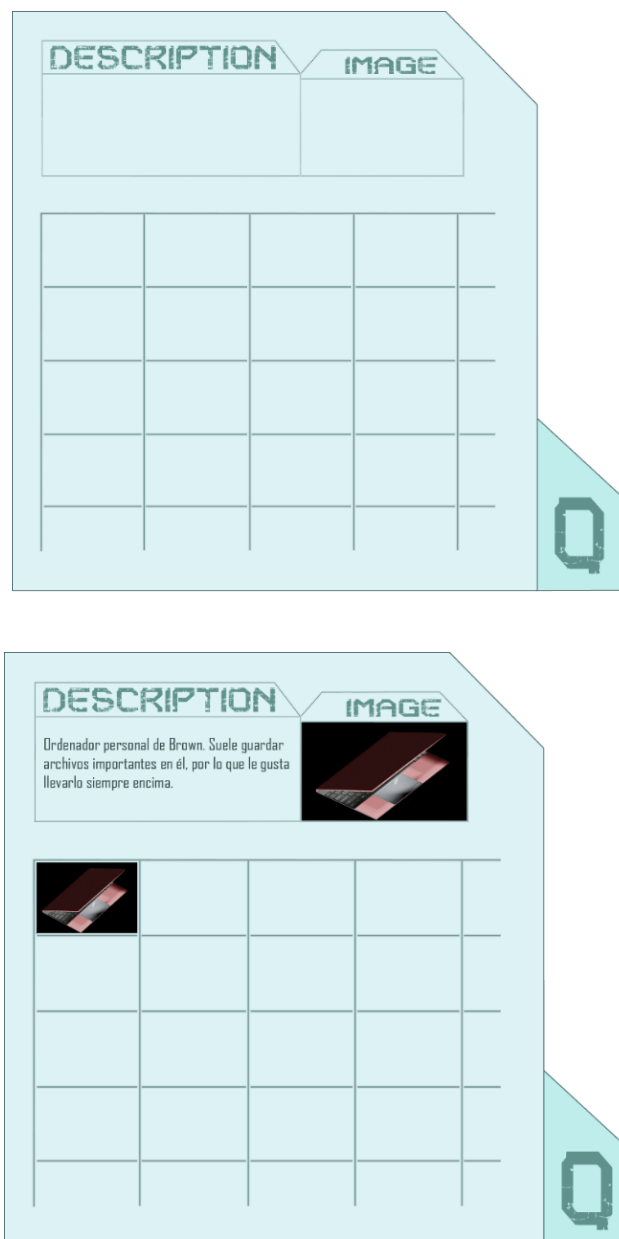 DESCRIPTION IMAGE
Q
DESCRIPTION IMAGE
Ordenador personal de Brown. Suele guardar
archivos importantes en él, por lo que le gusta
llevarlo siempre encima.
Q